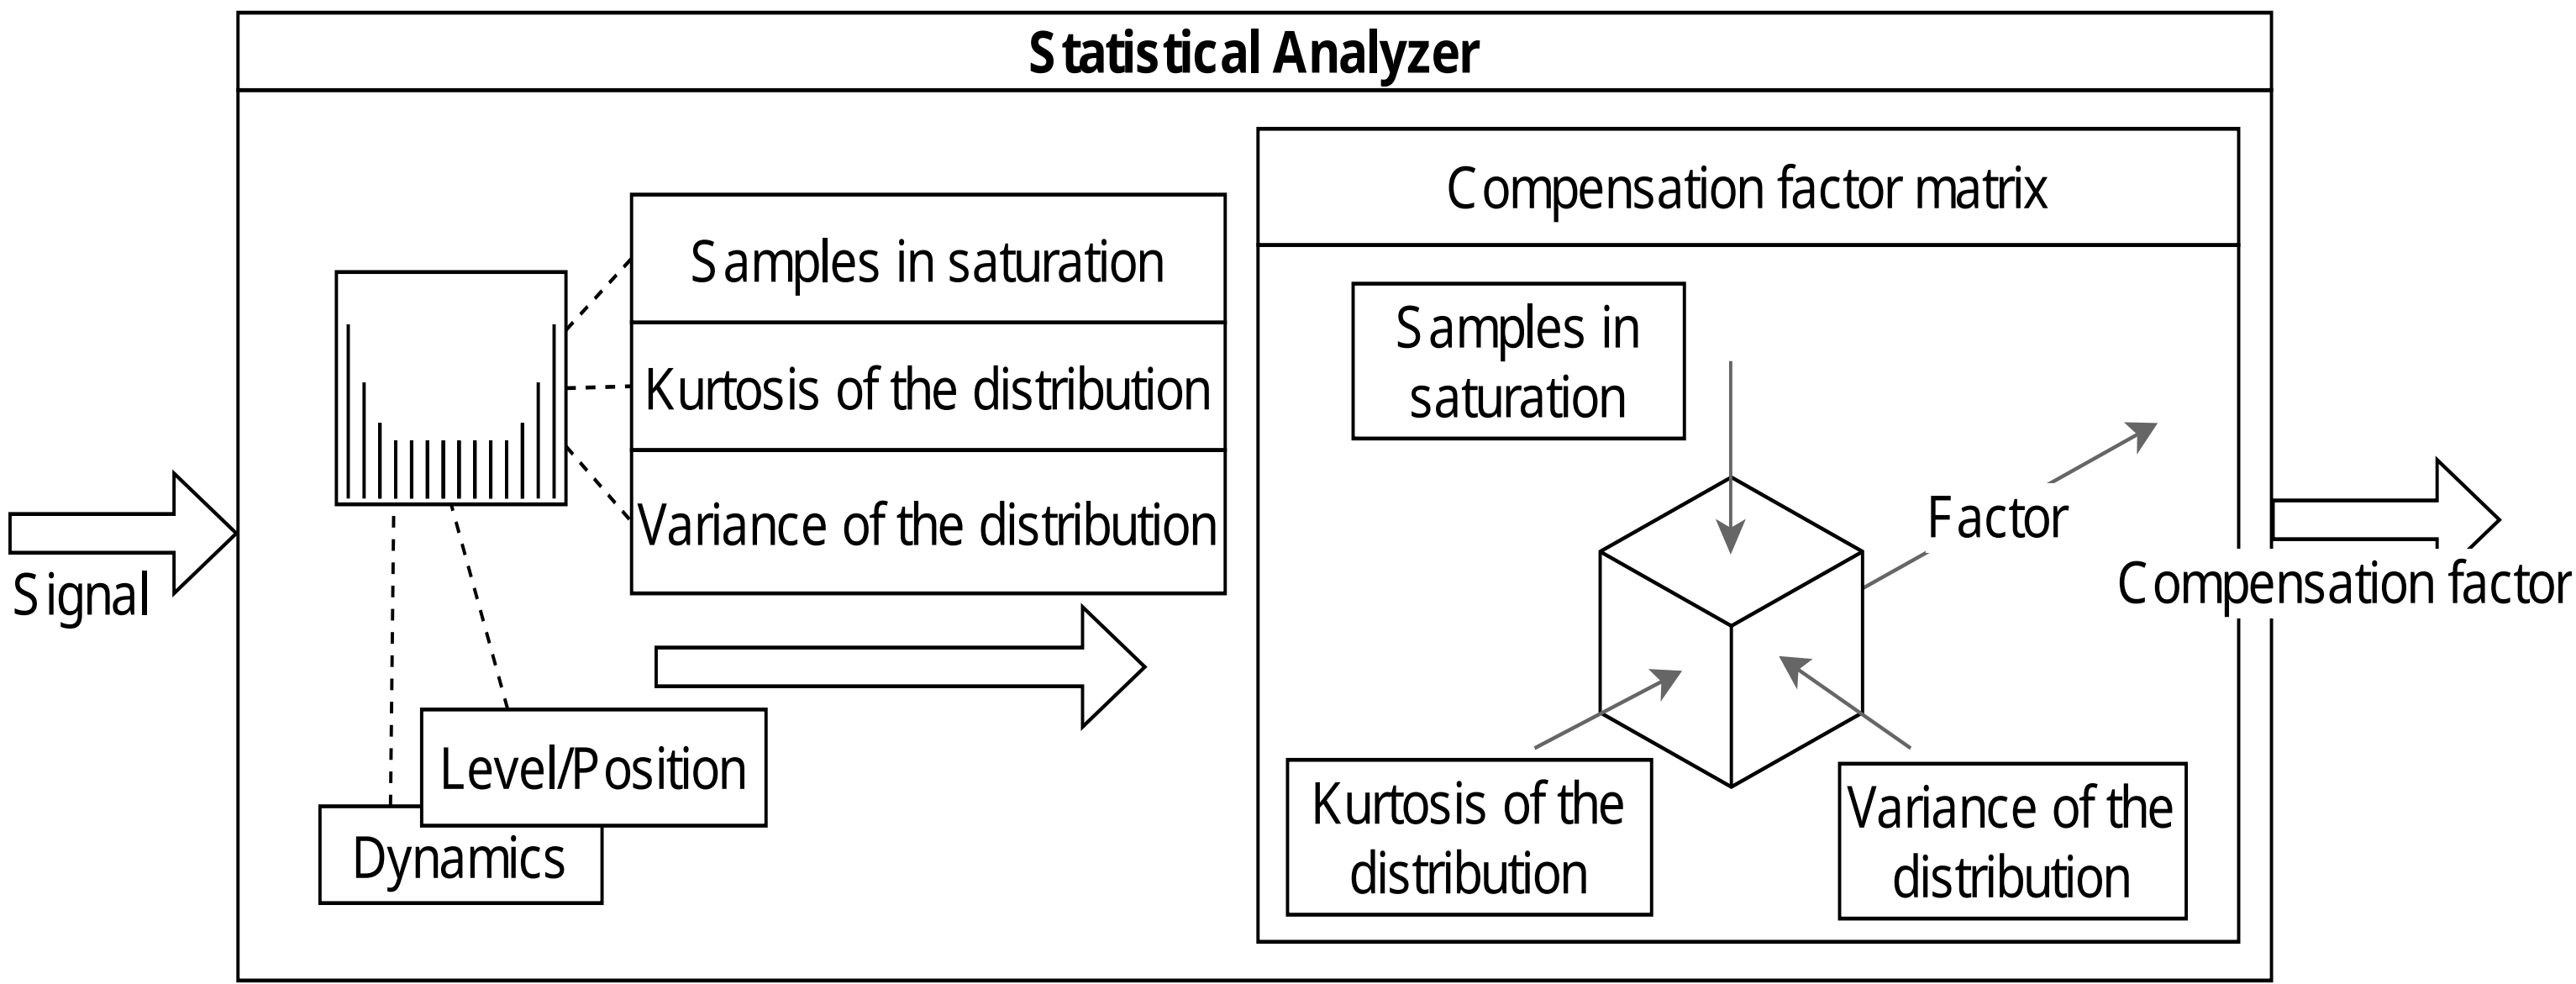 Statistical Analyzer
Signal
Samples in saturation
Kurtosis of the distribution
Variance of the distribution
Level/Position
Dynamics
Compensation factor matrix
Samples in
saturation
Factor
Kurtosis of the
distribution
Variance of the
distribution
Compensation factor